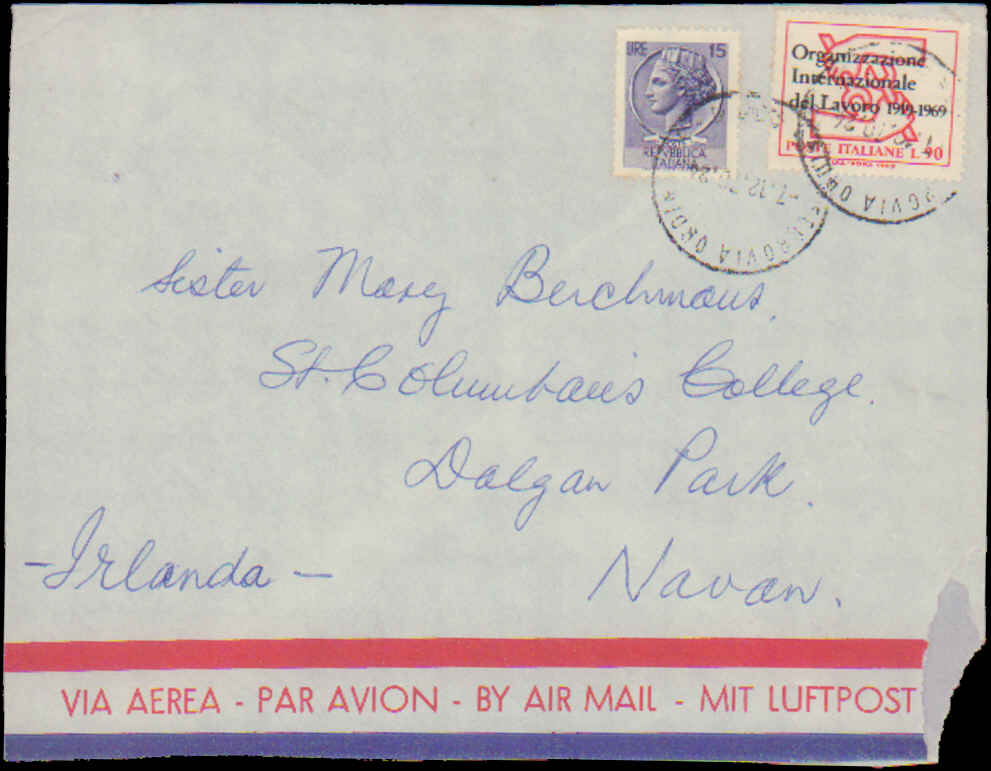 LIRE 15
REPVBBLICA
ITALIANA
Organizzazione
Internazionale
del Lavoro 1919-1969
POSTE ITALIANE L. 90
Sister Mary Berchmans,
St. Columban's College.
Dalgan Park.
Navan.
- Irlanda -
VIA AEREA - PAR AVION - BY AIR MAIL - MIT LUFTPOST